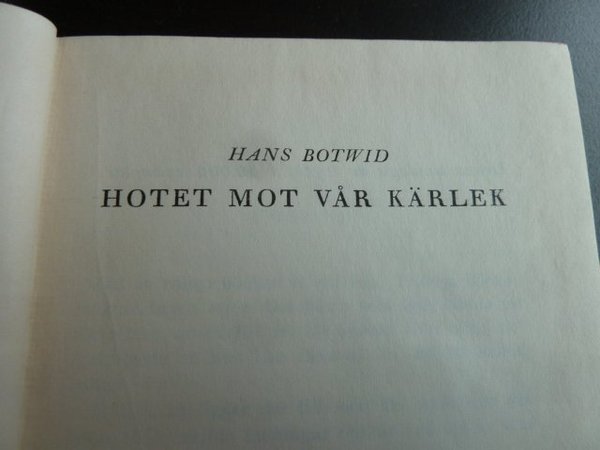 HANS BOTWID
HOTET MOT VÅR KÄRLEK